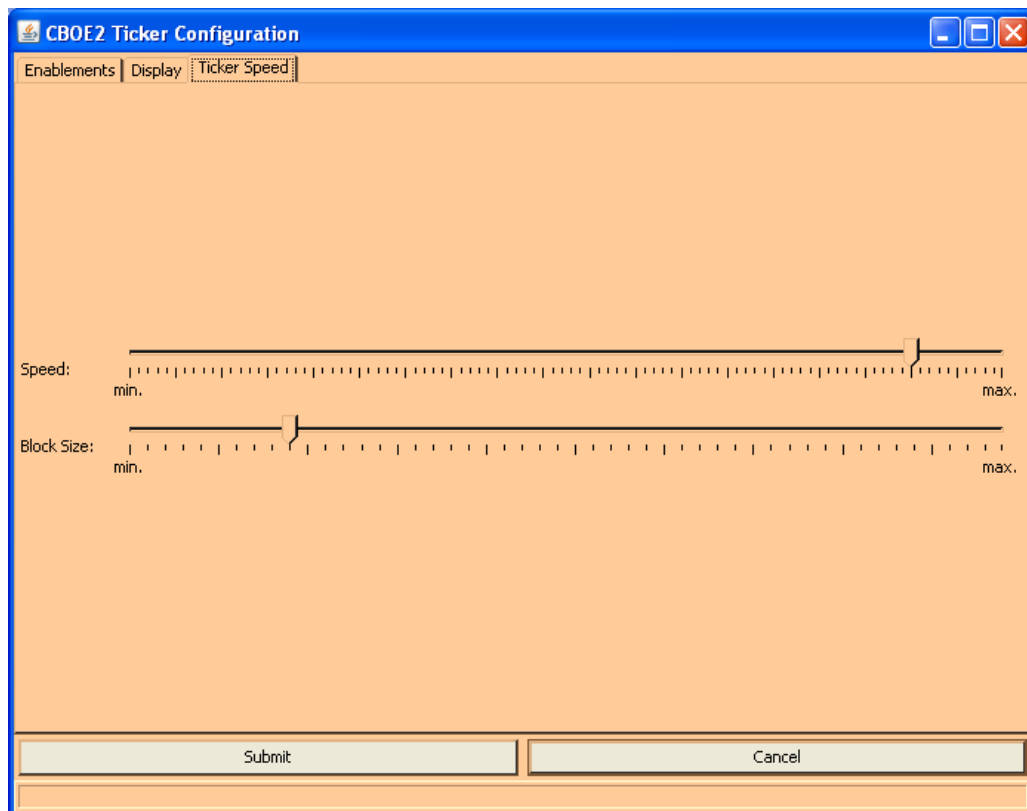 CBOE2 Ticker Configuration
Enablements Display Ticker Speed
Speed:
min. max.
Block Size:
min. max.
Submit Cancel